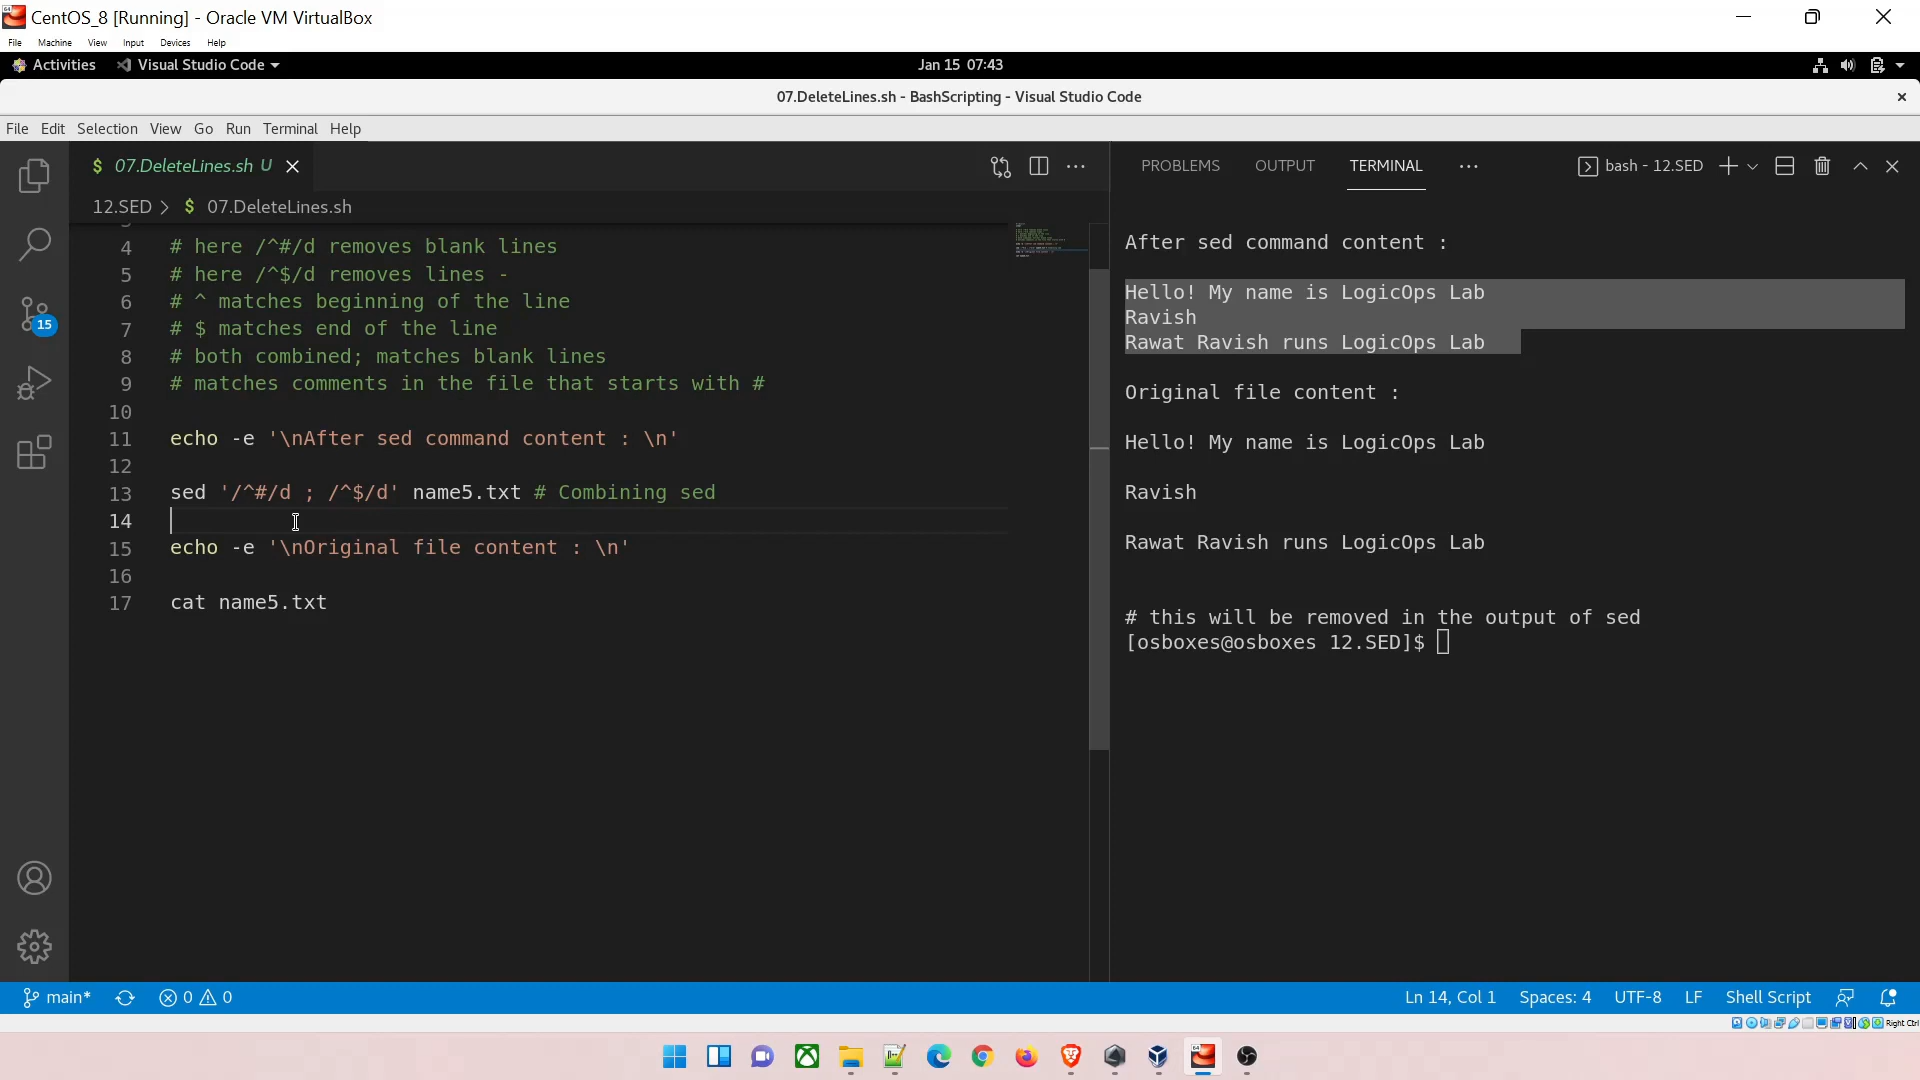 CentOS_8 [Running] - Oracle VM VirtualBox
File Machine View Input Devices Help
Activities Visual Studio Code Jan 15 07:43
07.DeleteLines.sh - BashScripting - Visual Studio Code
File Edit Selection View Go Run Terminal Help
$ 07.DeleteLines.sh U
12.SED > $ 07.DeleteLines.sh
4 # here /^#/d removes blank lines
5 # here /^$/d removes lines -
6 # ^ matches beginning of the line
7 # $ matches end of the line
8 # both combined; matches blank lines
9 # matches comments in the file that starts with #
10
11 echo -e '\nAfter sed command content : \n'
12
13 sed '/^#/d ; /^$/d' name5.txt # Combining sed
14
15 echo -e '\nOriginal file content : \n'
16
17 cat name5.txt
15
PROBLEMS OUTPUT TERMINAL ··· bash - 12.SED
After sed command content :
Hello! My name is LogicOps Lab
Ravish
Rawat Ravish runs LogicOps Lab
Original file content :
Hello! My name is LogicOps Lab
Ravish
Rawat Ravish runs LogicOps Lab
# this will be removed in the output of sed
[osboxes@osboxes 12.SED]$
main* 0 0 Ln 14, Col 1 Spaces: 4 UTF-8 LF Shell Script
Right Ctrl